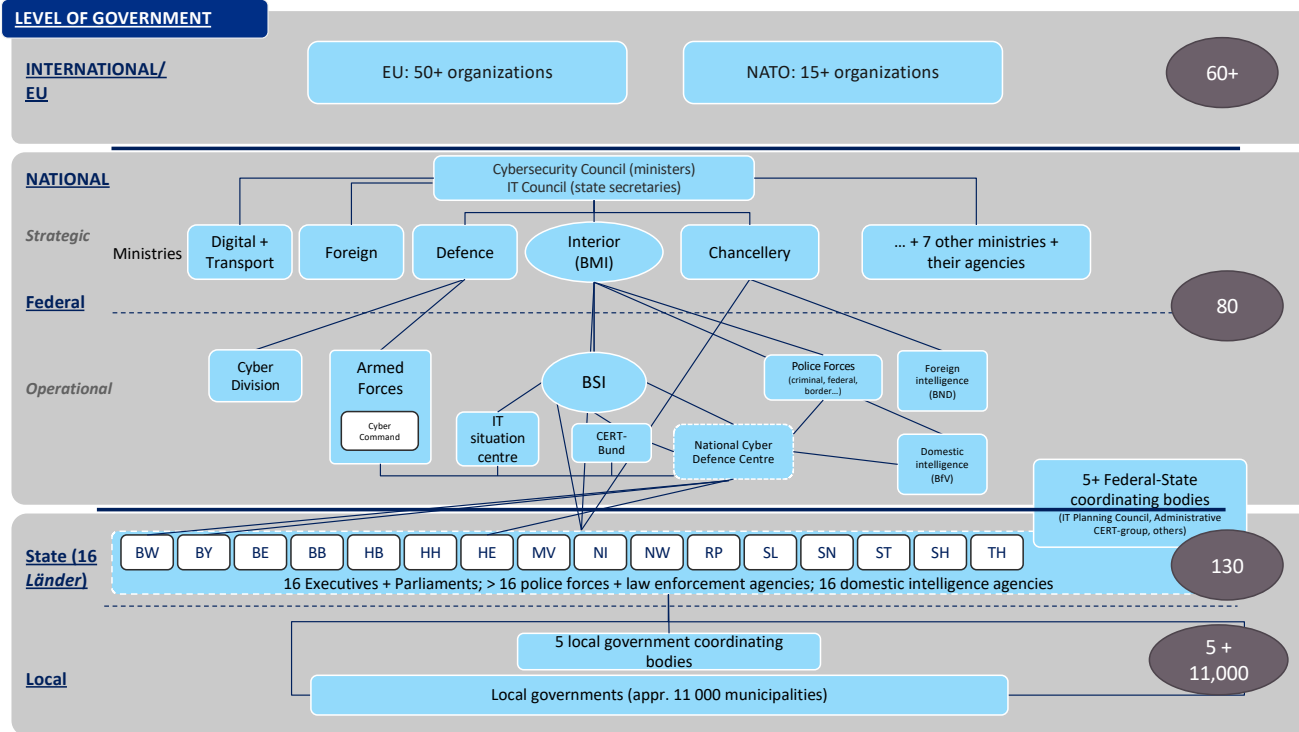 LEVEL OF GOVERNMENT
INTERNATIONAL/
EU
EU: 50+ organizations
NATO: 15+ organizations
60+
NATIONAL
Cybersecurity Council (ministers)
IT Council (state secretaries)
Strategic
Ministries
Digital +
Transport
Foreign
Defence
Interior
(BMI)
Chancellery
... + 7 other ministries +
their agencies
Federal
80
Operational
Cyber
Division
Armed
Forces
Cyber
Command
BSI
IT
situation
centre
CERT-
Bund
National Cyber
Defence Centre
Police Forces
(criminal, federal,
border...)
Foreign
intelligence
(BND)
Domestic
intelligence
(BfV)
5+ Federal-State
coordinating bodies
(IT Planning Council, Administrative
CERT-group, others)
State (16
Länder)
BW
BY
BE
BB
HB
HH
HE
MV
NI
NW
RP
SL
SN
ST
SH
TH
16 Executives + Parliaments; > 16 police forces + law enforcement agencies; 16 domestic intelligence agencies
130
Local
5 local government coordinating
bodies
Local governments (appr. 11 000 municipalities)
5 +
11,000